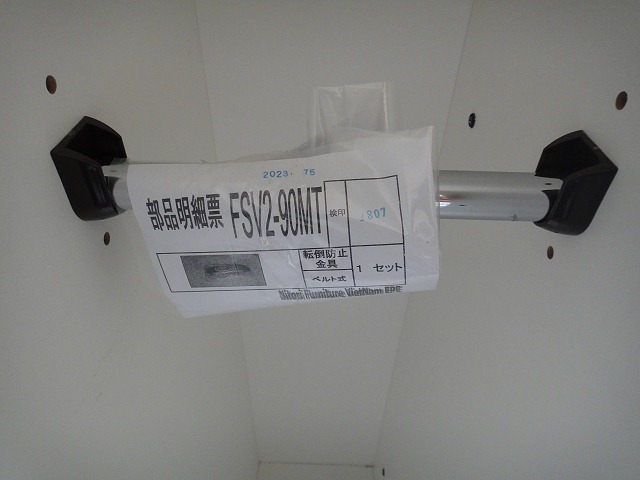 2023. 75
部品明細票 FSV2-90MT
検印
807
転倒防止
金具
ベルト式
1 セット
Nitori Furniture VietNam EPE